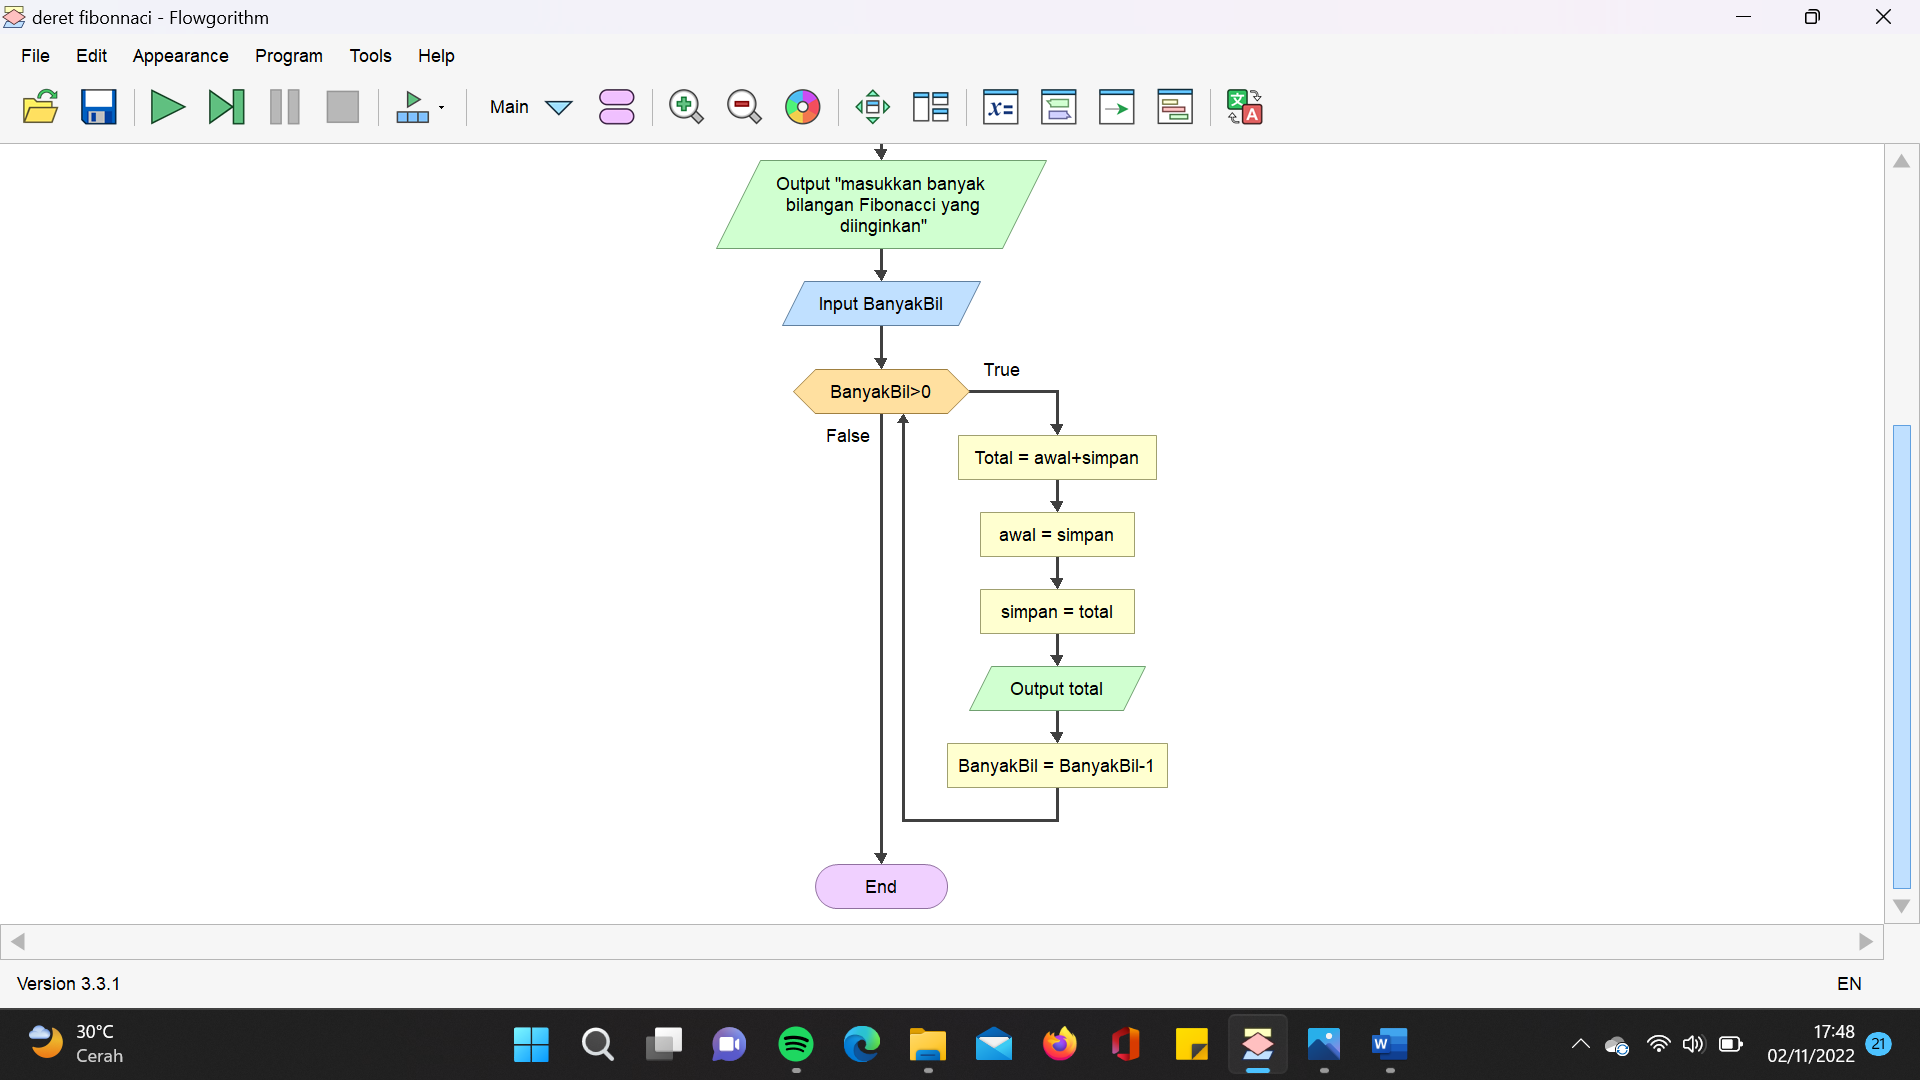 deret fibonnaci - Flowgorithm
File Edit Appearance Program Tools Help
Main
Output "masukkan banyak
bilangan Fibonacci yang
diinginkan"
Input BanyakBil
True
BanyakBil>0
False
Total = awal+simpan
awal = simpan
simpan = total
Output total
BanyakBil = BanyakBil-1
End
Version 3.3.1
EN
30°C
Cerah
17:48
02/11/2022
21